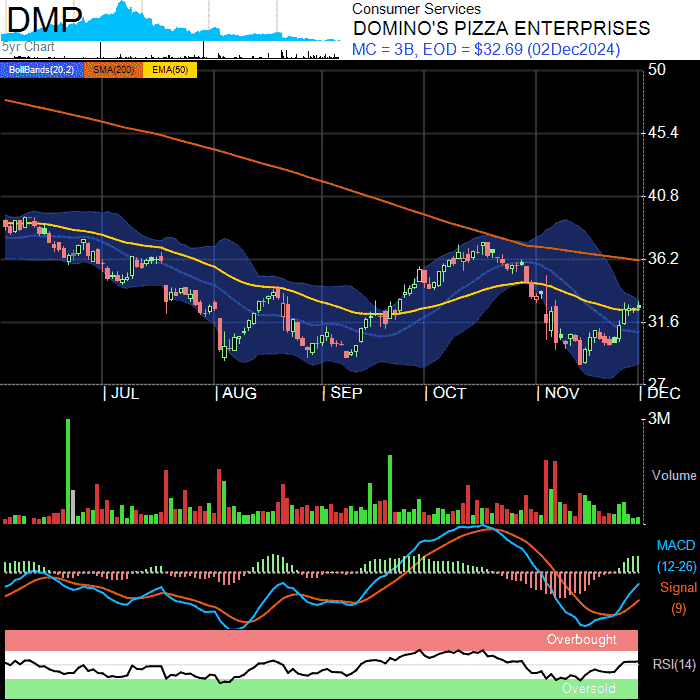 DMP
5yr Chart
Consumer Services
DOMINO'S PIZZA ENTERPRISES
MC = 3B, EOD = $32.69 (02Dec2024)
BollBands(20,2) SMA(200) EMA(50)
50
45.4
40.8
36.2
31.6
27
JUL AUG SEP OCT NOV DEC
3M
Volume
MACD
(12-26)
Signal
(9)
Overbought
RSI(14)
Oversold